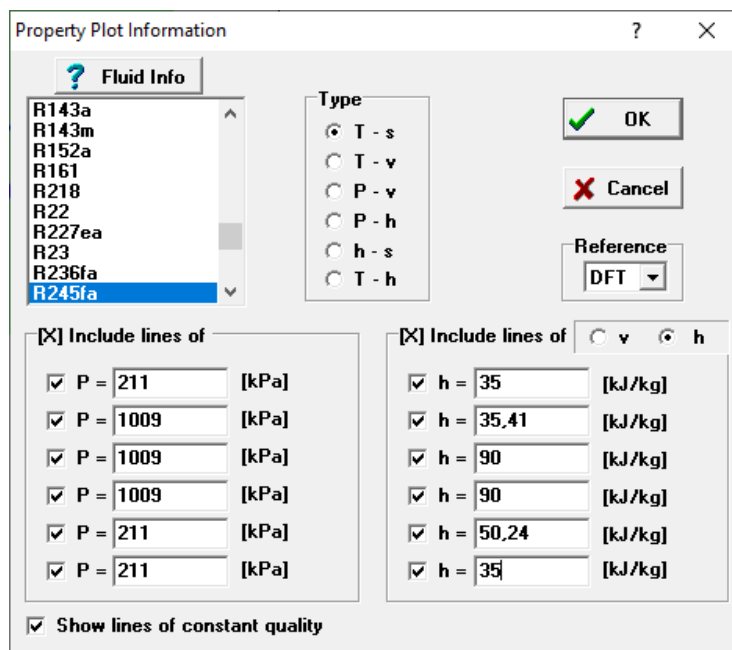 Property Plot Information
?
Fluid Info
R143a
R143m
R152a
R161
R218
R22
R227ea
R23
R236fa
R245fa
Type
T - s
T - v
P - v
P - h
h - s
T - h
OK
Cancel
Reference
DFT
[X] Include lines of
P = 211 [kPa]
P = 1009 [kPa]
P = 1009 [kPa]
P = 1009 [kPa]
P = 211 [kPa]
P = 211 [kPa]
[X] Include lines of v h
h = 35 [kJ/kg]
h = 35,41 [kJ/kg]
h = 90 [kJ/kg]
h = 90 [kJ/kg]
h = 50,24 [kJ/kg]
h = 35 [kJ/kg]
Show lines of constant quality